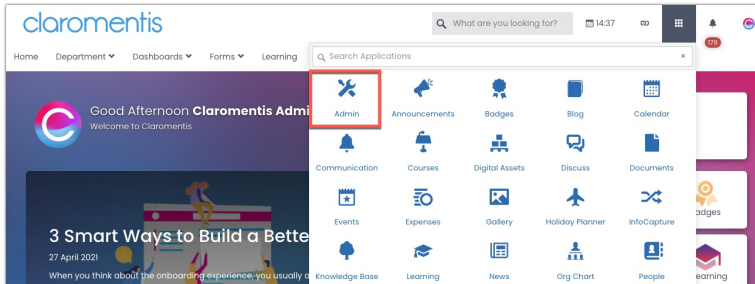 claromentis
What are you looking for?
14:37
179
Home Department Dashboards Forms Learning
Search Applications
×
Good Afternoon Claromentis Admi
Welcome to Claromentis
Admin Announcements Badges Blog Calendar
Communication Courses Digital Assets Discuss Documents
Events Expenses Gallery Holiday Planner InfoCapture
adges
3 Smart Ways to Build a Bette
27 April 2021
When you think about the onboarding experience, you usually a
Knowledge Base Learning News Org Chart People
earning